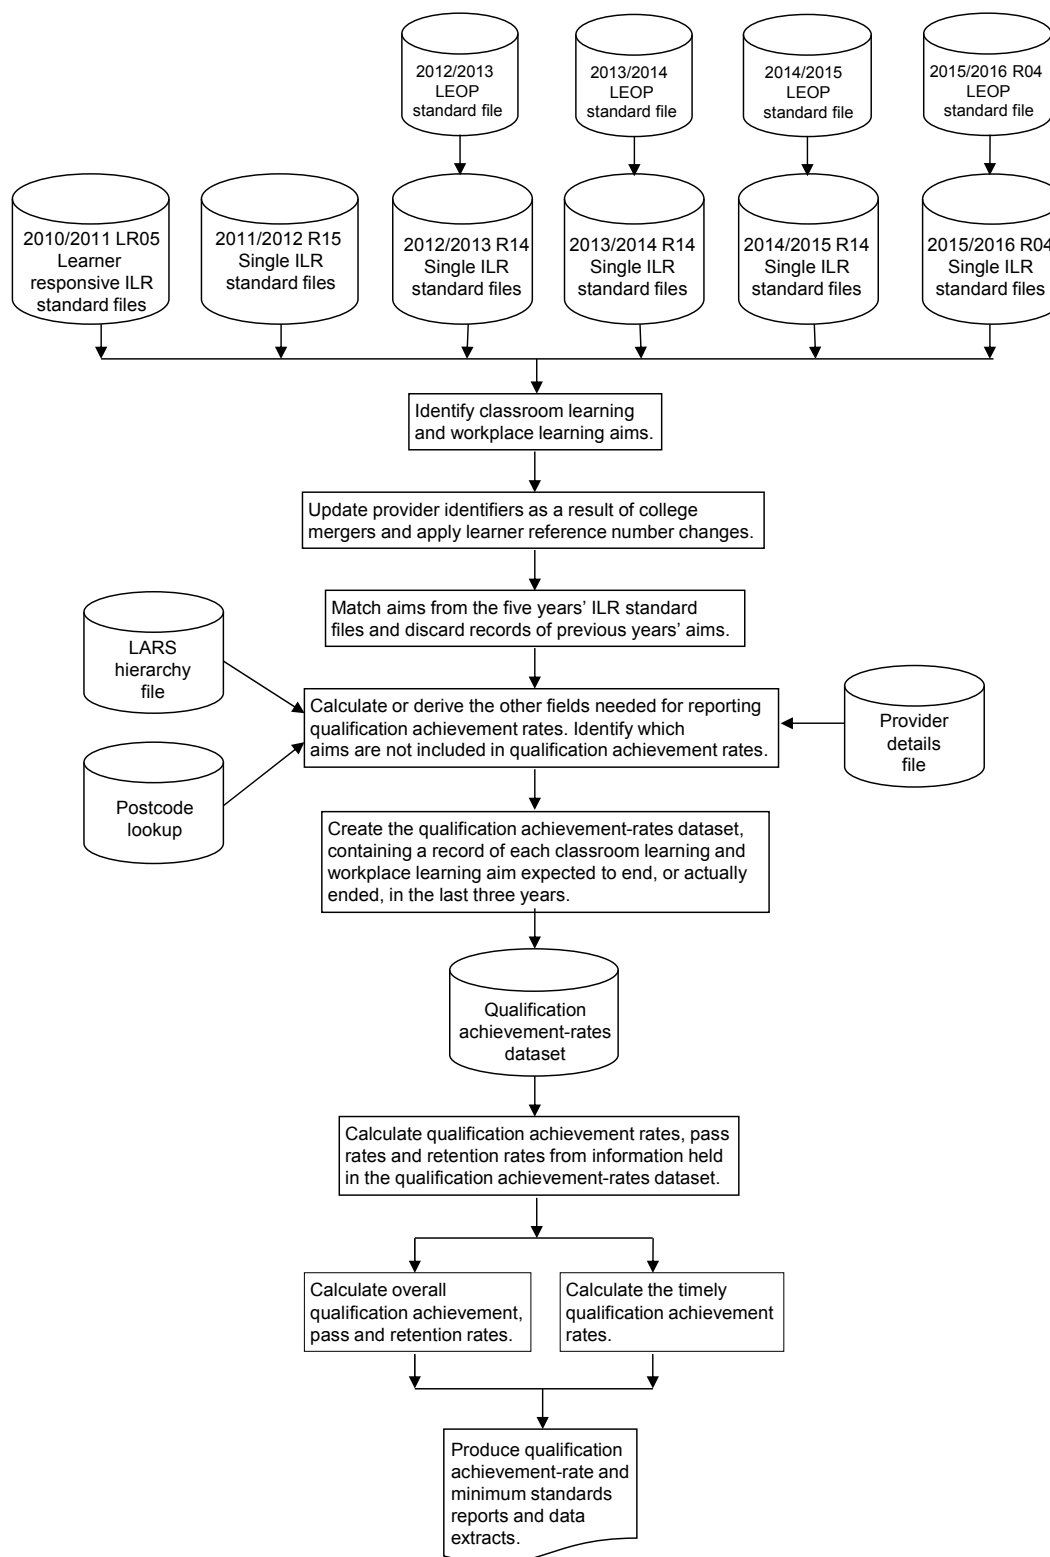 2012/2013
LEOP
standard file
2013/2014
LEOP
standard file
2014/2015
LEOP
standard file
2015/2016 R04
LEOP
standard file
2010/2011 LR05
Learner
responsive ILR
standard files
2011/2012 R15
Single ILR
standard files
2012/2013 R14
Single ILR
standard files
2013/2014 R14
Single ILR
standard files
2014/2015 R14
Single ILR
standard files
2015/2016 R04
Single ILR
standard files
Identify classroom learning
and workplace learning aims.
Update provider identifiers as a result of college
mergers and apply learner reference number changes.
Match aims from the five years’ ILR standard
files and discard records of previous years’ aims.
LARS
hierarchy
file
Calculate or derive the other fields needed for reporting
qualification achievement rates. Identify which
aims are not included in qualification achievement rates.
Provider
details
file
Postcode
lookup
Create the qualification achievement-rates dataset,
containing a record of each classroom learning and
workplace learning aim expected to end, or actually
ended, in the last three years.
Qualification
achievement-rates
dataset
Calculate qualification achievement rates, pass
rates and retention rates from information held
in the qualification achievement-rates dataset.
Calculate overall
qualification achievement,
pass and retention rates.
Calculate the timely
qualification achievement
rates.
Produce qualification
achievement-rate and
minimum standards
reports and data
extracts.